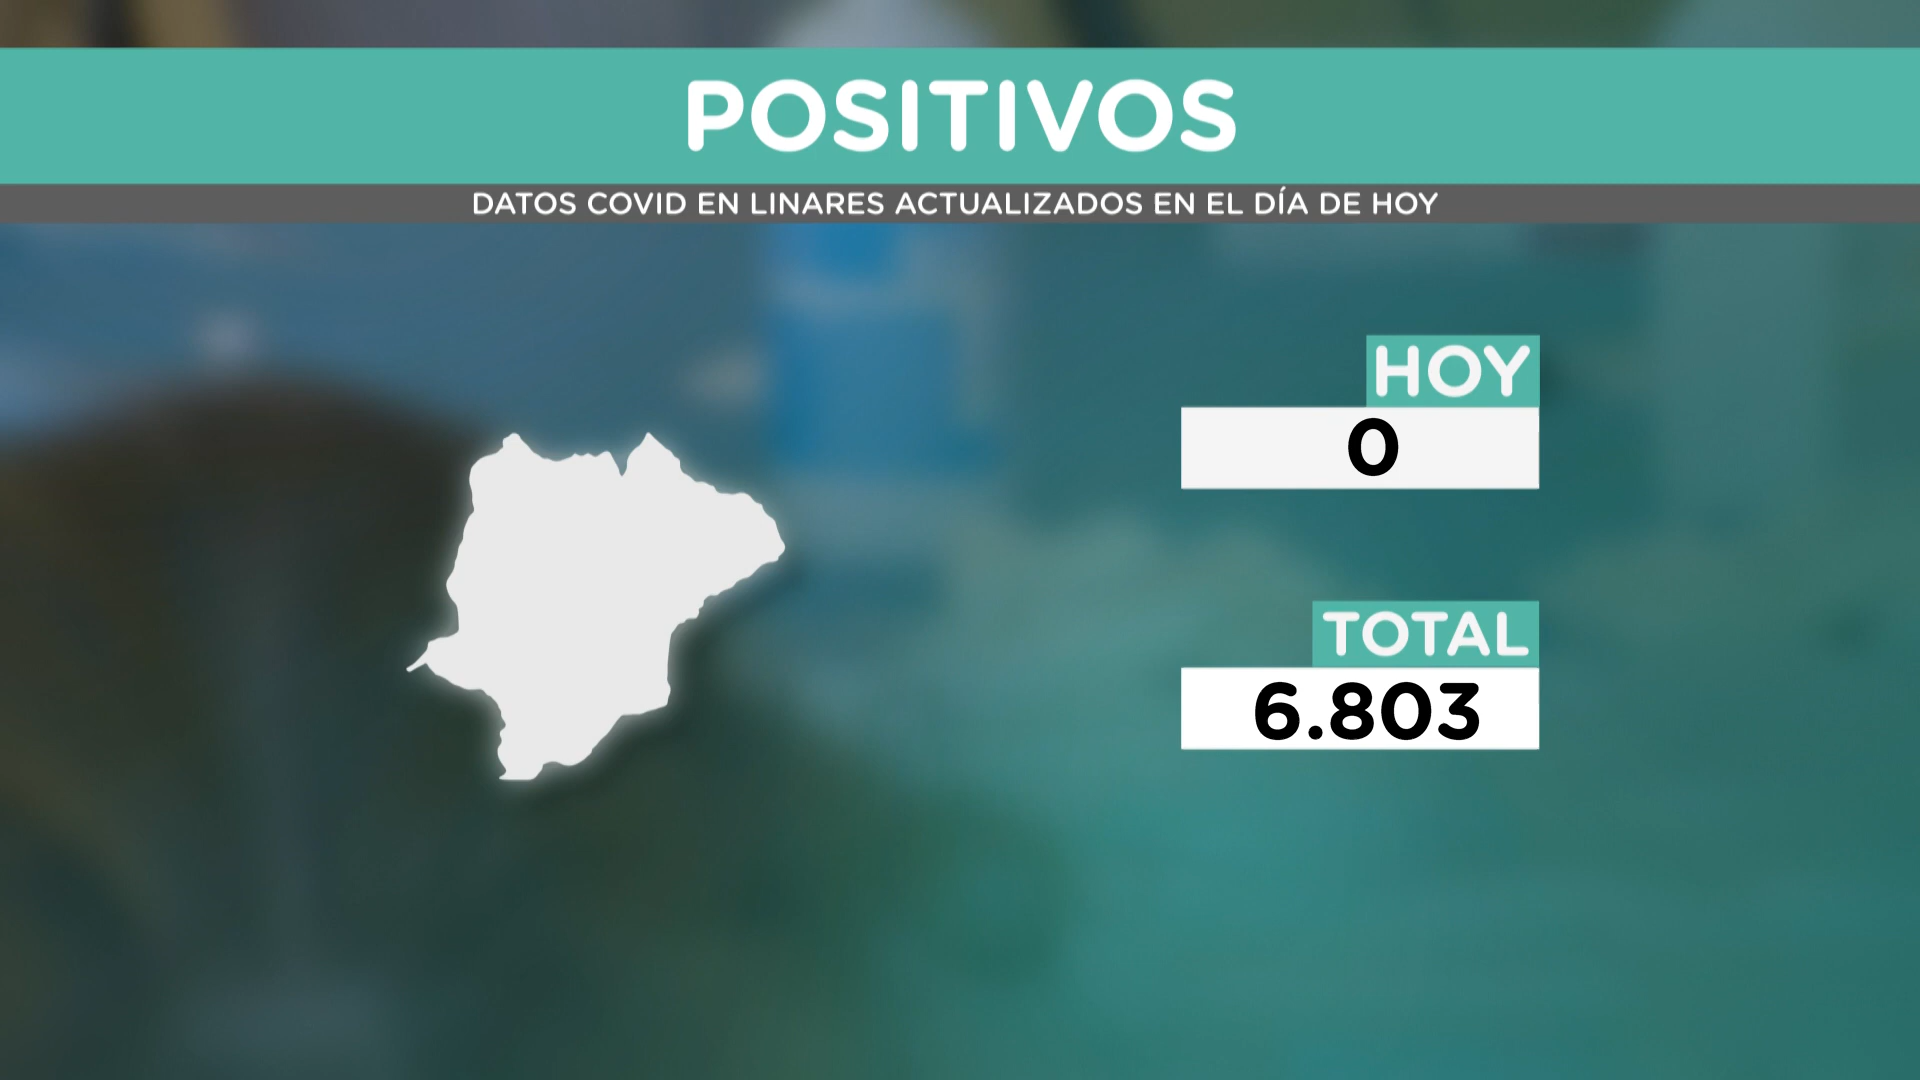 POSITIVOS
DATOS COVID EN LINARES ACTUALIZADOS EN EL DÍA DE HOY
HOY
0
TOTAL
6.803